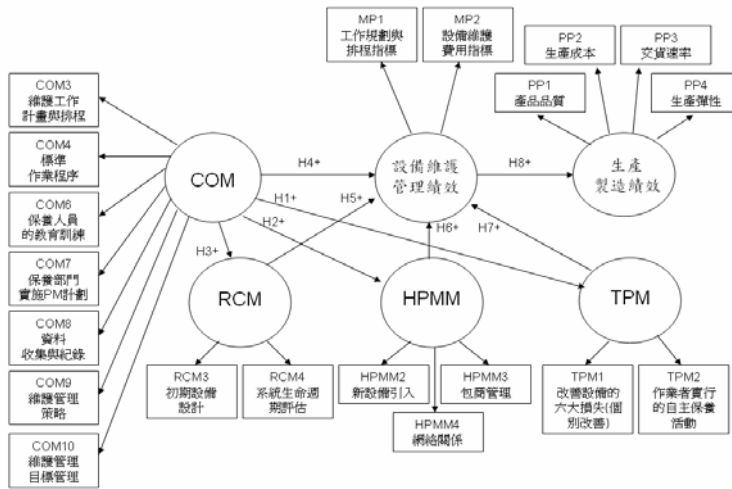 MP1
工作規劃與
排程指標
MP2
設備維護
費用指標
PP2
生產成本
PP3
交貨速率
PP1
產品品質
PP4
生產彈性
COM3
維護工作
計畫與排程
COM4
標準
作業程序
COM6
保養人員
的教育訓練
COM7
保養部門
實施PM計劃
COM8
資料
收集與紀錄
COM9
維護管理
策略
COM10
維護管理
目標管理
COM
H4+
設備維護
管理績效
H8+
生產
製造績效
H1+
H5+
H2+
H3+
H6+
H7+
RCM
HPMM
TPM
RCM3
初期設備
設計
RCM4
系統生命週
期評估
HPMM2
新設備引入
HPMM3
包商管理
HPMM4
網絡關係
TPM1
改善設備的
六大損失(個
別改善)
TPM2
作業者實行
的自主保養
活動